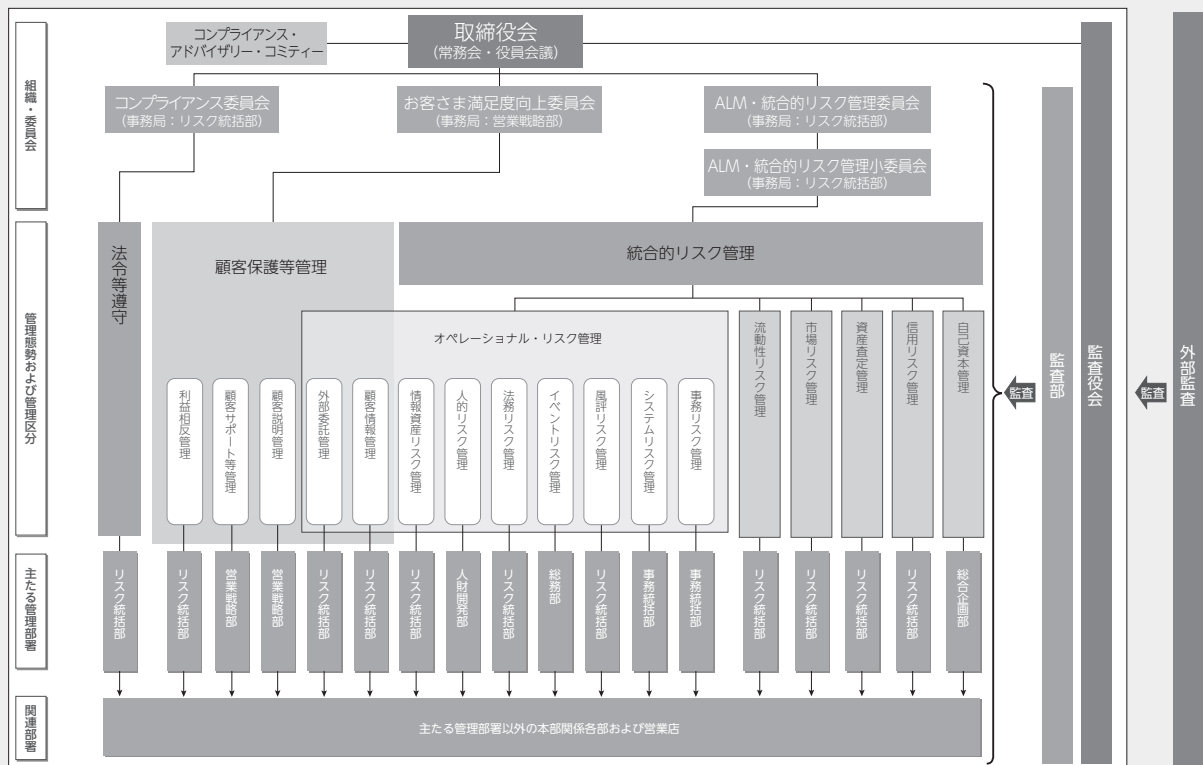 コンプライアンス・
アドバイザリー・コミティー
取締役会
(常務会・役員会議)
組織・委員会
コンプライアンス委員会
(事務局:リスク統括部)
お客さま満足度向上委員会
(事務局:営業戦略部)
ALM・統合的リスク管理委員会
(事務局:リスク統括部)
ALM・統合的リスク管理小委員会
(事務局:リスク統括部)
管理態勢および管理区分
法令等遵守
顧客保護等管理
統合的リスク管理
オペレーショナル・リスク管理
利益相反管理
顧客サポート等管理
顧客説明管理
外部委託管理
顧客情報管理
情報資産リスク管理
人的リスク管理
法務リスク管理
イベントリスク管理
風評リスク管理
システムリスク管理
事務リスク管理
流動性リスク管理
市場リスク管理
資産査定管理
信用リスク管理
自己資本管理
主たる管理部署
リスク統括部
リスク統括部
営業戦略部
営業戦略部
リスク統括部
リスク統括部
リスク統括部
人財開発部
リスク統括部
総務部
リスク統括部
事務統括部
事務統括部
リスク統括部
リスク統括部
リスク統括部
リスク統括部
総合企画部
関連部署
主たる管理部署以外の本部関係各部および営業店
監査
監査部
監査役会
監査
外部監査